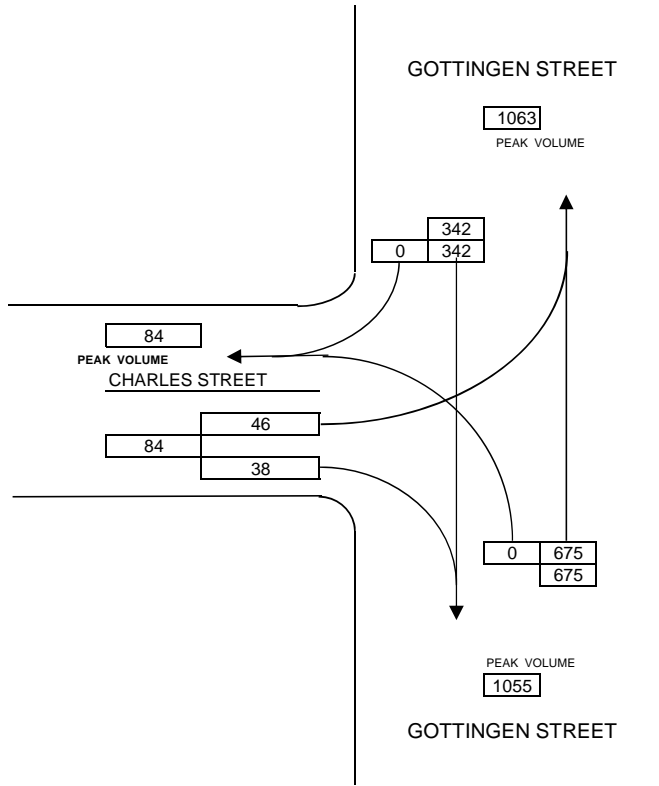 GOTTINGEN STREET
1063
PEAK VOLUME
342
0 342
84
PEAK VOLUME
CHARLES STREET
46
84
38
0 675
675
PEAK VOLUME
1055
GOTTINGEN STREET